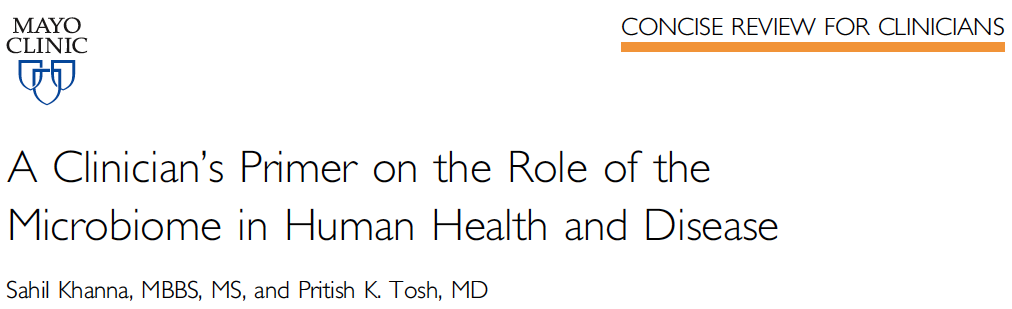 MAYO
CLINIC
CONCISE REVIEW FOR CLINICIANS
A Clinician’s Primer on the Role of the
Microbiome in Human Health and Disease
Sahil Khanna, MBBS, MS, and Pritish K. Tosh, MD